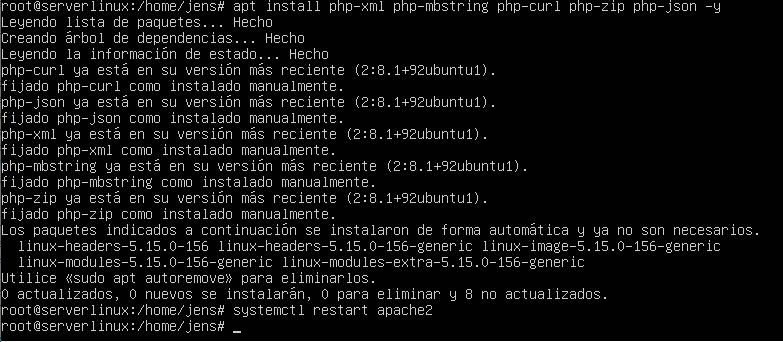 root@serverlinux:/home/jens# apt install php-xml php-mbstring php-curl php-zip php-json -y
Leyendo lista de paquetes... Hecho
Creando árbol de dependencias... Hecho
Leyendo la información de estado... Hecho
php-curl ya está en su versión más reciente (2:8.1+92ubuntu1).
fijado php-curl como instalado manualmente.
php-json ya está en su versión más reciente (2:8.1+92ubuntu1).
fijado php-json como instalado manualmente.
php-xml ya está en su versión más reciente (2:8.1+92ubuntu1).
fijado php-xml como instalado manualmente.
php-mbstring ya está en su versión más reciente (2:8.1+92ubuntu1).
fijado php-mbstring como instalado manualmente.
php-zip ya está en su versión más reciente (2:8.1+92ubuntu1).
fijado php-zip como instalado manualmente.
Los paquetes indicados a continuación se instalaron de forma automática y ya no son necesarios.
  linux-headers-5.15.0-156 linux-headers-5.15.0-156-generic linux-image-5.15.0-156-generic
  linux-modules-5.15.0-156-generic linux-modules-extra-5.15.0-156-generic
Utilice «sudo apt autoremove» para eliminarlos.
0 actualizados, 0 nuevos se instalarán, 0 para eliminar y 8 no actualizados.
root@serverlinux:/home/jens# systemctl restart apache2
root@serverlinux:/home/jens# _